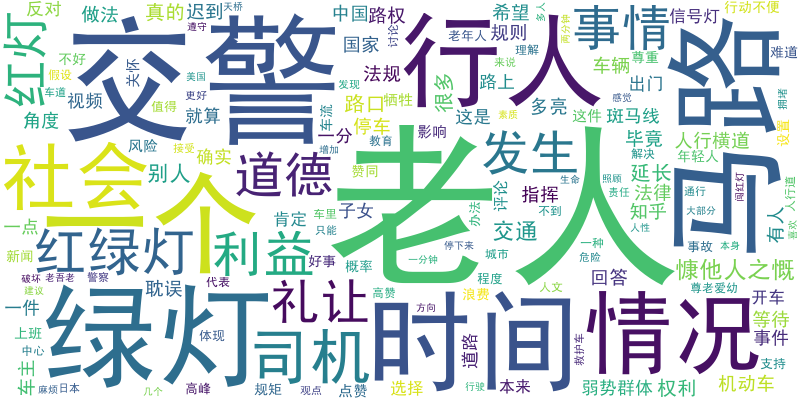 反对 做法 真的 迟到 天桥 中国 路权 希望 多人 事情 信号灯 行动不便
红灯 交警 遵守 国家 讨论 行人 老年人 规则 两分钟 理解 尊重 马路 难道
不好 假设 关怀 美国 发现 法规 很多 来说 路上 车辆
车道 视频 值得 更好 牺牲 出门 感觉 拥堵
角度 就算 车流 路口 这是 多亮 斑马线 这件 素质 设置
风险 停车 一分 影响 发生 毕竟 人行横道
社会 一个 接受 确实 增加 教育 老人 解决 年轻人
别人 道德 赞同 生命 照顾 延长 闯红灯
评论 指挥 责任 法律 通行 人行道
一点 肯定 车里 子女 办法 不到 知乎 大部分 有人 喜欢
红绿灯 利益 只能 交通 人性
新闻 好事 停下来 城市 一种 事故 本身
破坏 老吾老 警察 概率 一分钟 危险 慷他人之慨
建议 耽误 代表 程度 回答 尊老爱幼
一件 绿灯 礼让 高赞 时间 浪费 人文 情况 开车
上班 体现 司机 方向 道路 等待 事件
车主 中心 救护车 支持
麻烦 日本 几个 高峰 规矩 观点 点赞 选择 行驶 本来 弱势群体 权利 机动车